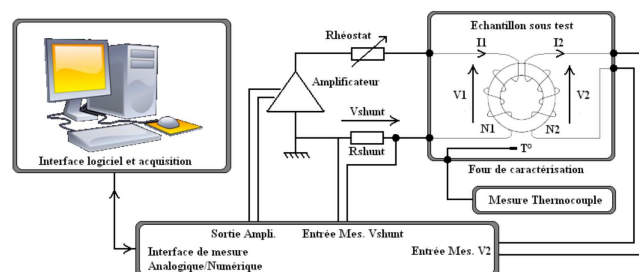 Rhéostat
Echantillon sous test
I1
I2
Amplificateur
V1
V2
Vshunt
N1
N2
Rshunt
T°
Interface logiciel et acquisition
Four de caractérisation
Mesure Thermocouple
Sortie Ampli.
Entrée Mes. Vshunt
Interface de mesure
Analogique/Numérique
Entrée Mes. V2